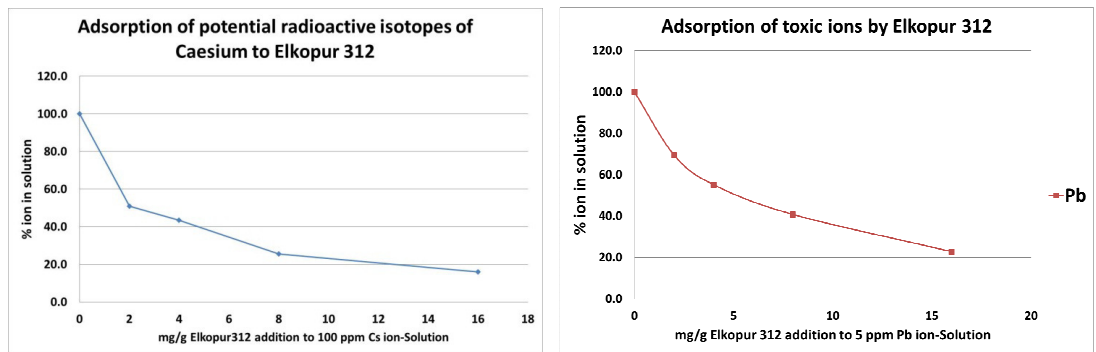 Adsorption of potential radioactive isotopes of
Caesium to Elkopur 312
120.0
100.0
80.0
60.0
40.0
20.0
0.0
% ion in solution
0 2 4 6 8 10 12 14 16 18
mg/g Elkopur312 addition to 100 ppm Cs ion-Solution
Adsorption of toxic ions by Elkopur 312
120.0
100.0
80.0
60.0
40.0
20.0
0.0
% ion in solution
0 5 10 15 20
mg/g Elkopur 312 addition to 5 ppm Pb ion-Solution
Pb